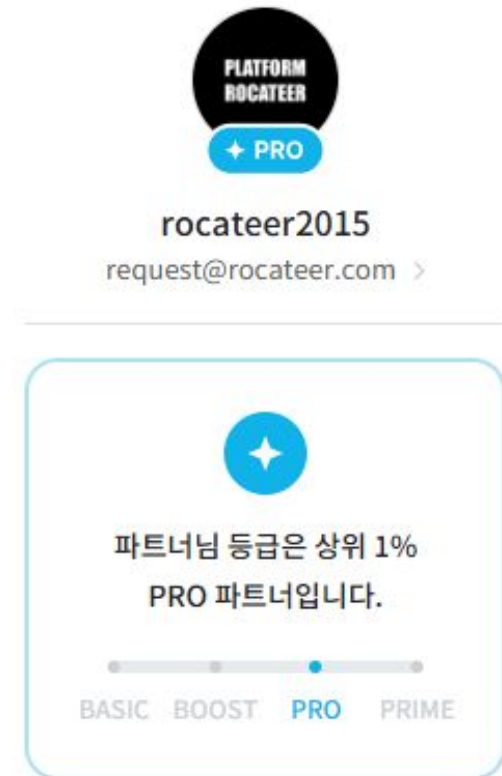 PLATFORM
ROCATEER
PRO
rocateer2015
request@rocateer.com >
파트너님 등급은 상위 1%
PRO 파트너입니다.
BASIC BOOST PRO PRIME